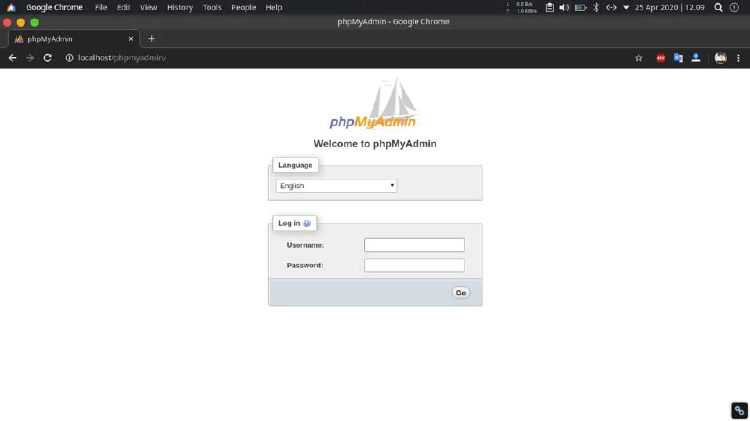 Google Chrome File Edit View History Tools People Help 0.0 B/s 25 Apr 2020 | 12.09
1.0 KB/s
phpMyAdmin - Google Chrome
phpMyAdmin
localhost/phpmyadmin/
ABP
phpMyAdmin
Welcome to phpMyAdmin
Language
English
Log in
Username:
Password:
Go